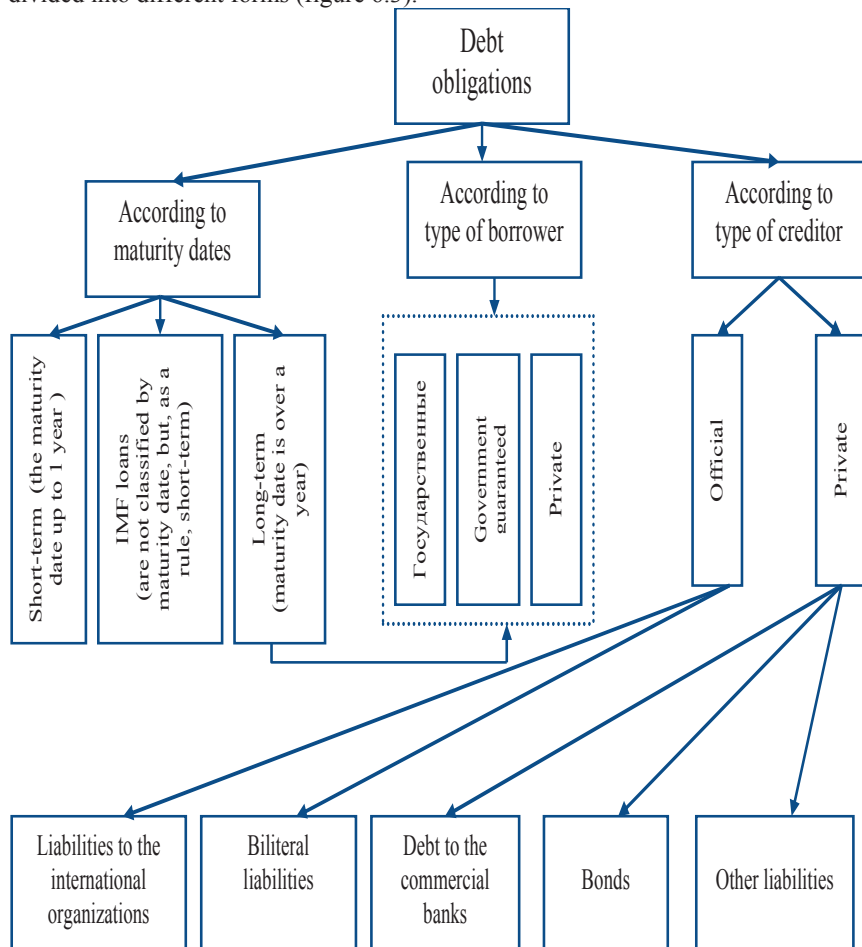 divided into different forms (figure 6.3).
Debt
obligations
According to
maturity dates
According to
type of borrower
According to
type of creditor
Short-term (the maturity
date up to 1 year )
IMF loans
(are not classified by
maturity date, but, as a
rule, short-term)
Long-term
(maturity date is over a
year)
Государственные
Government
guaranteed
Private
Official
Private
Liabilities to the
international
organizations
Biliteral
liabilities
Debt to the
commercial
banks
Bonds
Other liabilities